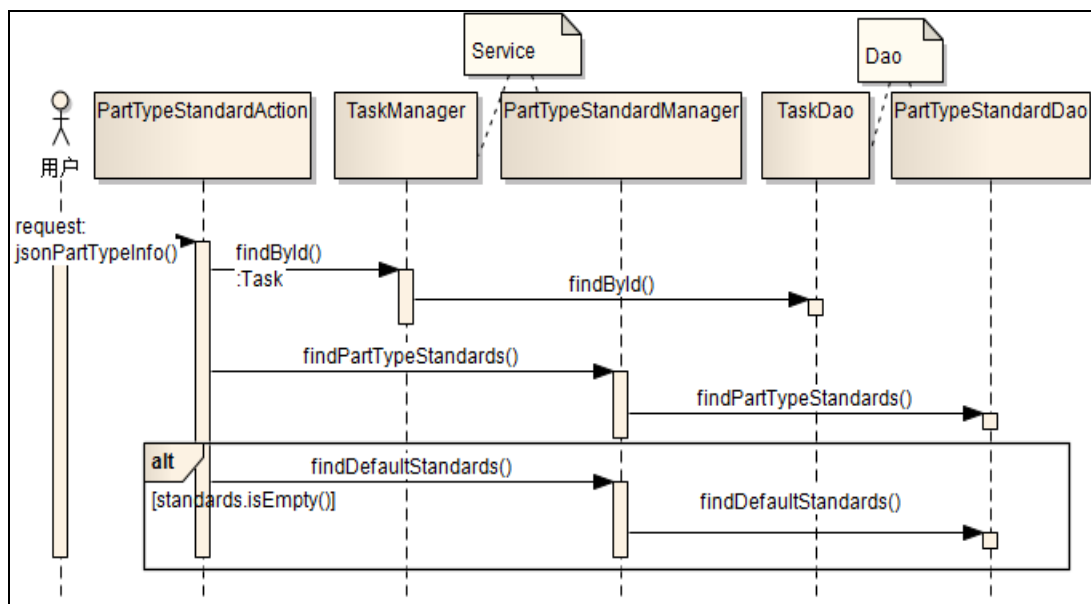 Service
Dao
PartTypeStandardAction
TaskManager
PartTypeStandardManager
TaskDao
PartTypeStandardDao
用户
request:
jsonPartTypeInfo()
findById()
:Task
findById()
findPartTypeStandards()
findPartTypeStandards()
alt
findDefaultStandards()
[standards.isEmpty()]
findDefaultStandards()